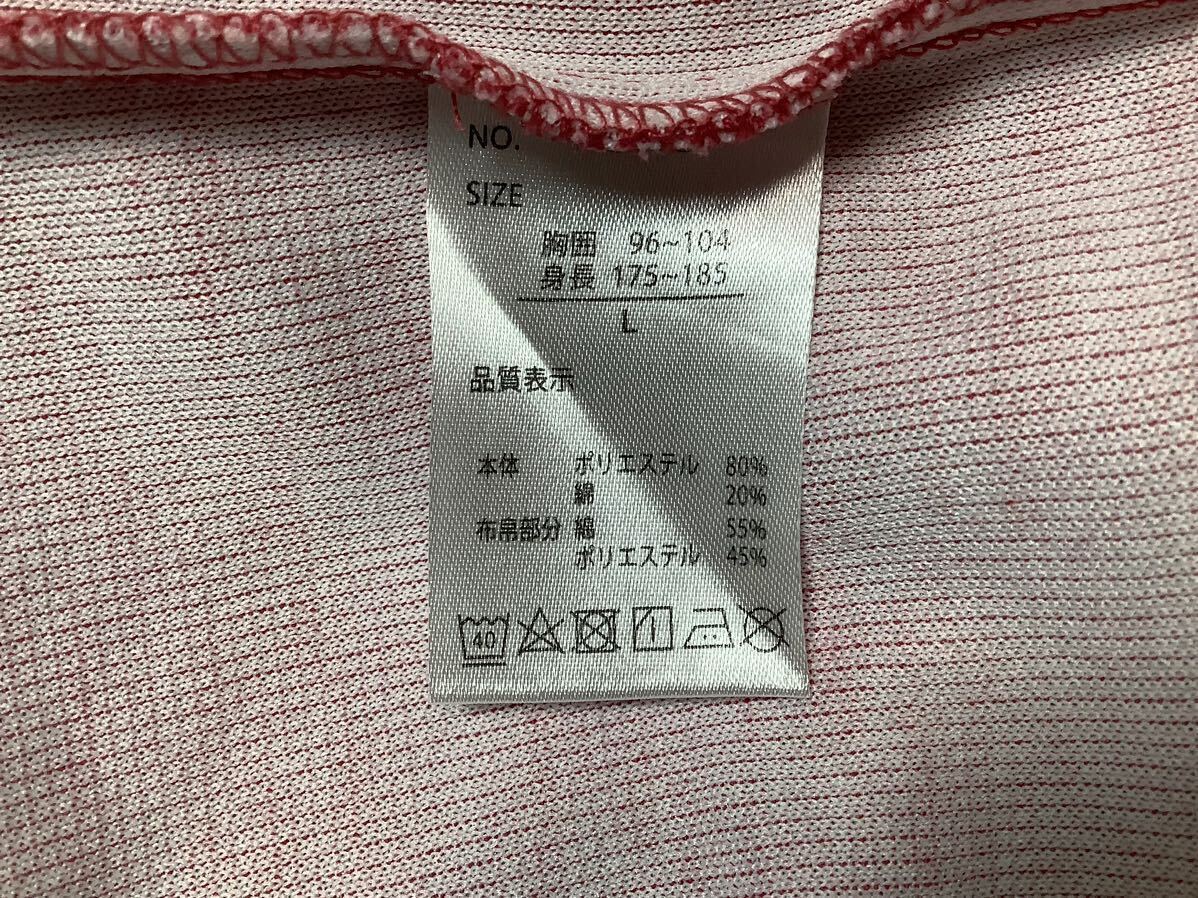 NO.
SIZE
胸囲 96~104
身長 175~185
L
品質表示
本体 ポリエステル 80%
綿 20%
布帛部分 綿 55%
ポリエステル 45%
40